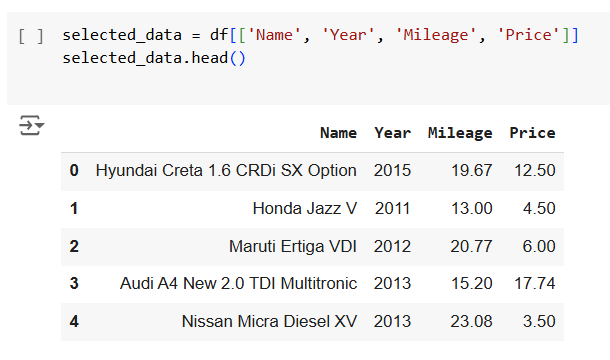 [ ] selected_data = df[['Name', 'Year', 'Mileage', 'Price']]
selected_data.head()
Name Year Mileage Price
0 Hyundai Creta 1.6 CRDi SX Option 2015 19.67 12.50
1 Honda Jazz V 2011 13.00 4.50
2 Maruti Ertiga VDI 2012 20.77 6.00
3 Audi A4 New 2.0 TDI Multitronic 2013 15.20 17.74
4 Nissan Micra Diesel XV 2013 23.08 3.50